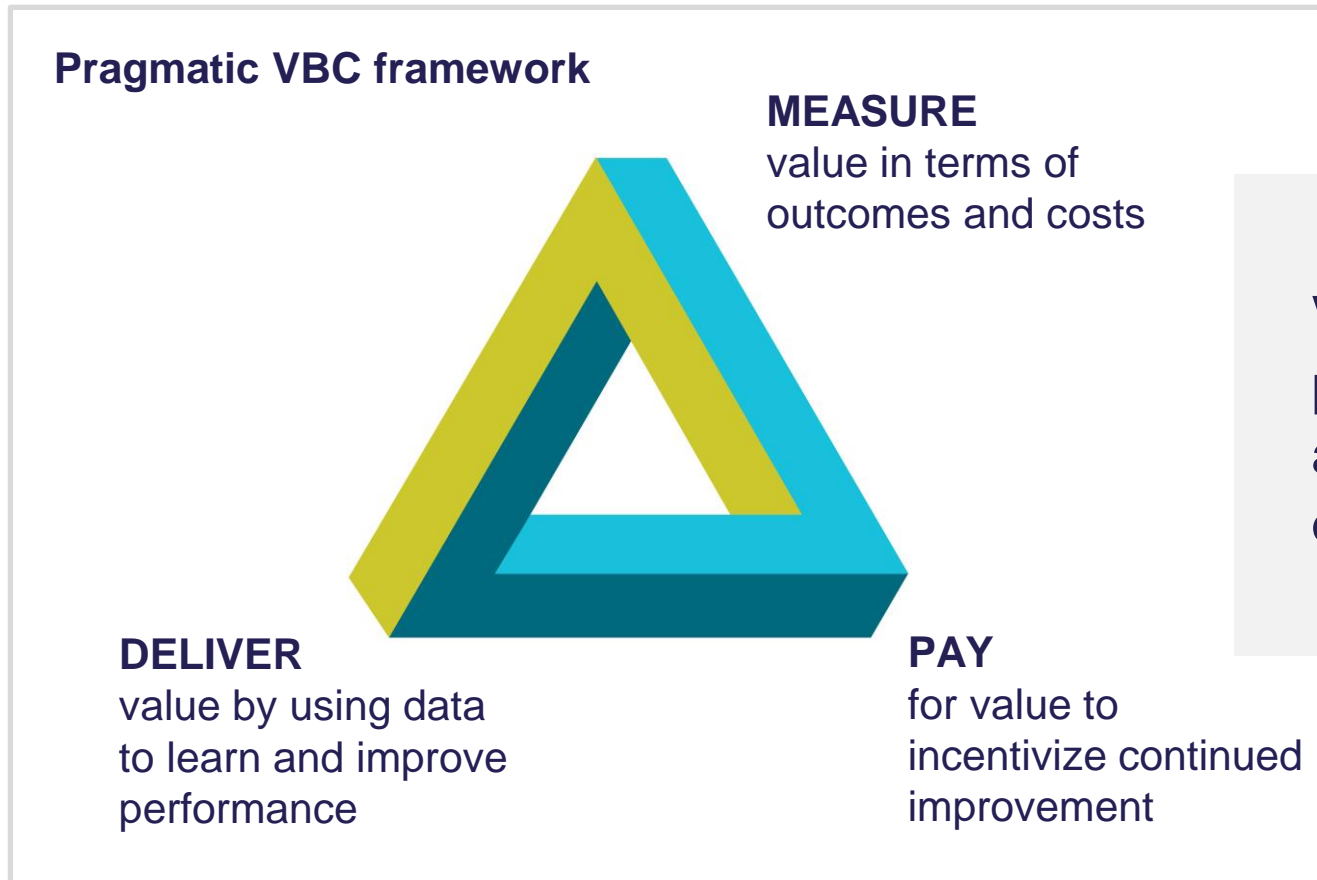 Pragmatic VBC framework
MEASURE
value in terms of
outcomes and costs
DELIVER
value by using data
to learn and improve
performance
PAY
for value to
incentivize continued
improvement